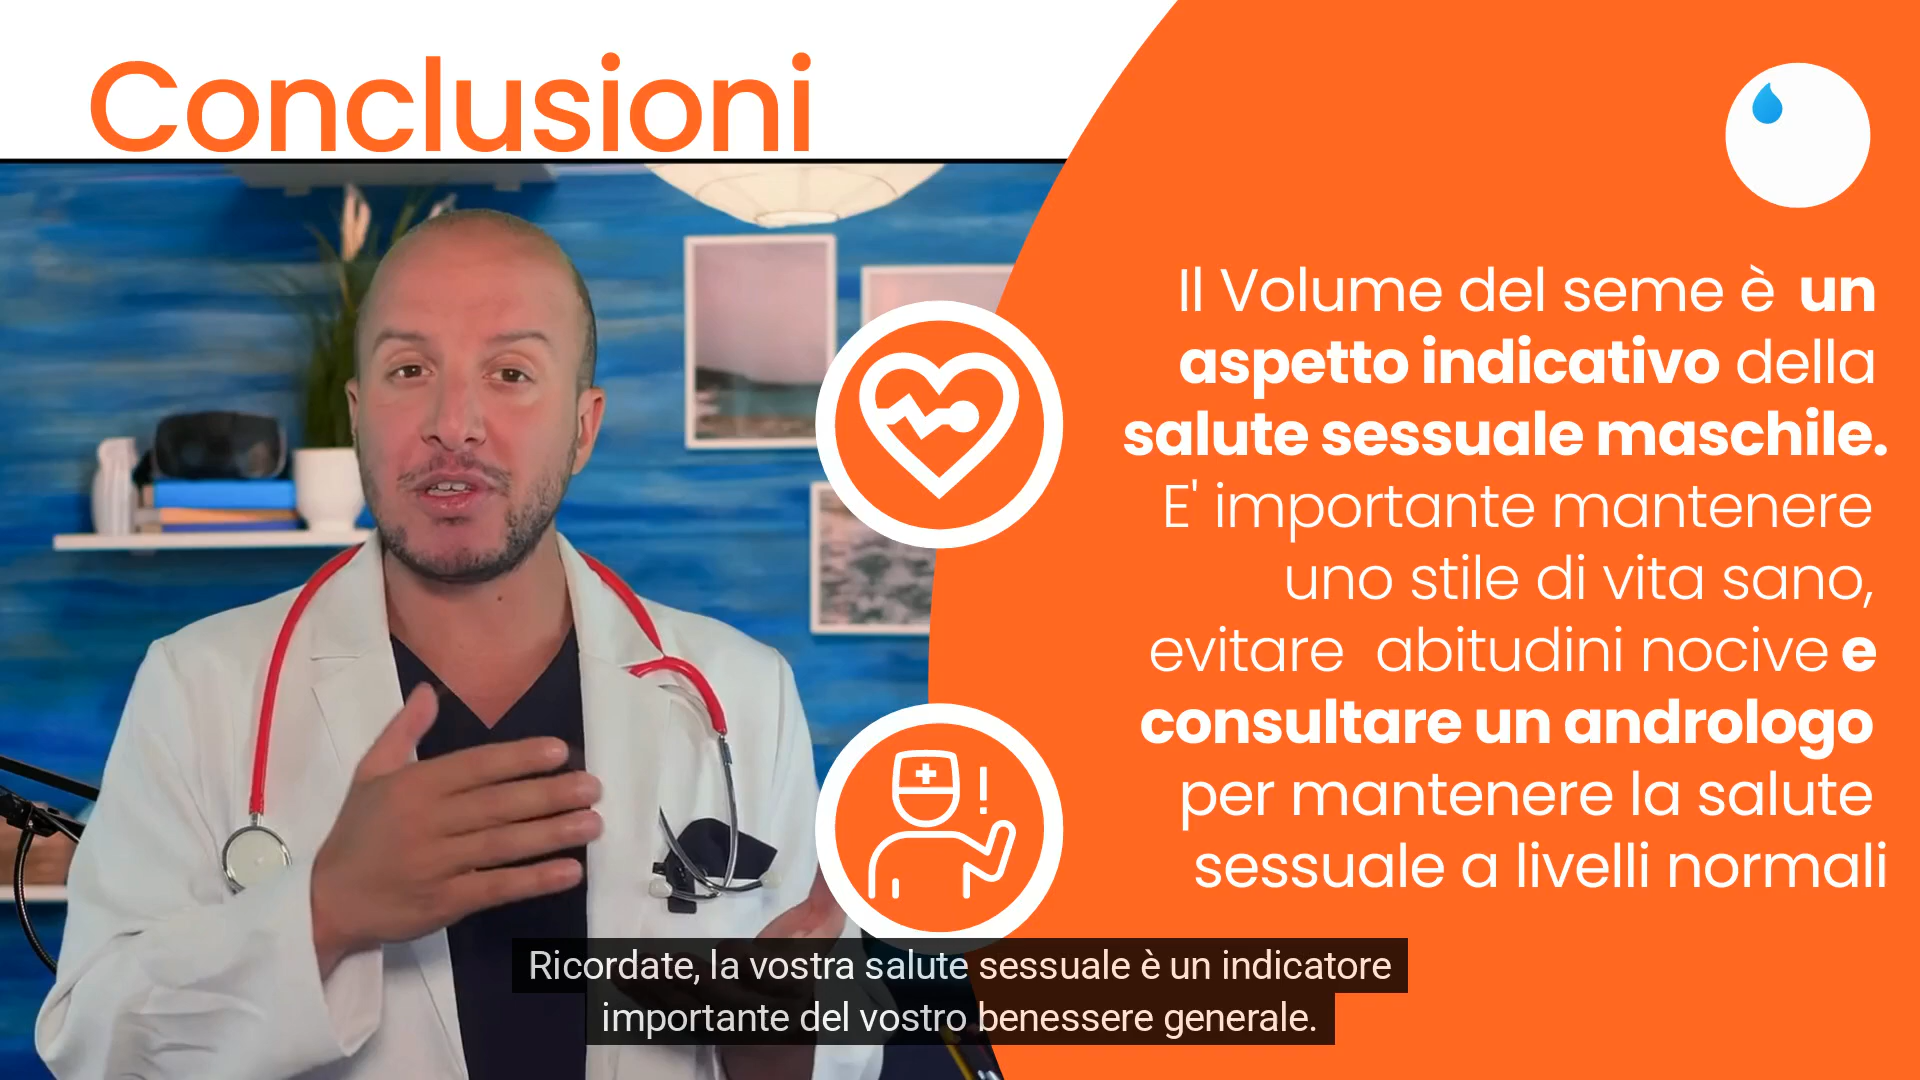 Conclusioni
Il Volume del seme è un
aspetto indicativo della
salute sessuale maschile.
E' importante mantenere
uno stile di vita sano,
evitare abitudini nocive e
consultare un andrologo
per mantenere la salute
sessuale a livelli normali
Ricordate, la vostra salute sessuale è un indicatore
importante del vostro benessere generale.